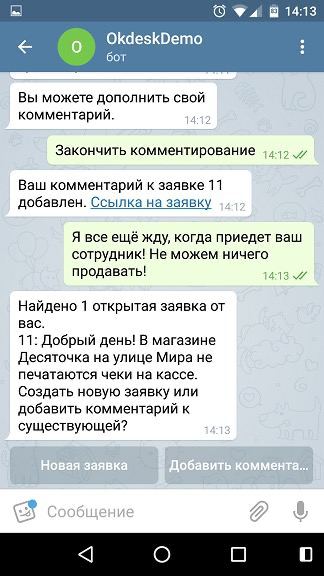 14:13
O
OkdeskDemo
бот
Вы можете дополнить свой
комментарий.
14:12
Закончить комментирование 14:12
Ваш комментарий к заявке 11
добавлен. Ссылка на заявку 14:12
Я все ещё жду, когда приедет ваш
сотрудник! Не можем ничего
продавать!
14:13
Найдено 1 открытая заявка от
вас.
11: Добрый день! В магазине
Десяточка на улице Мира не
печатаются чеки на кассе.
Создать новую заявку или
добавить комментарий к
существующей?
14:13
Новая заявка
Добавить коммента...
Сообщение